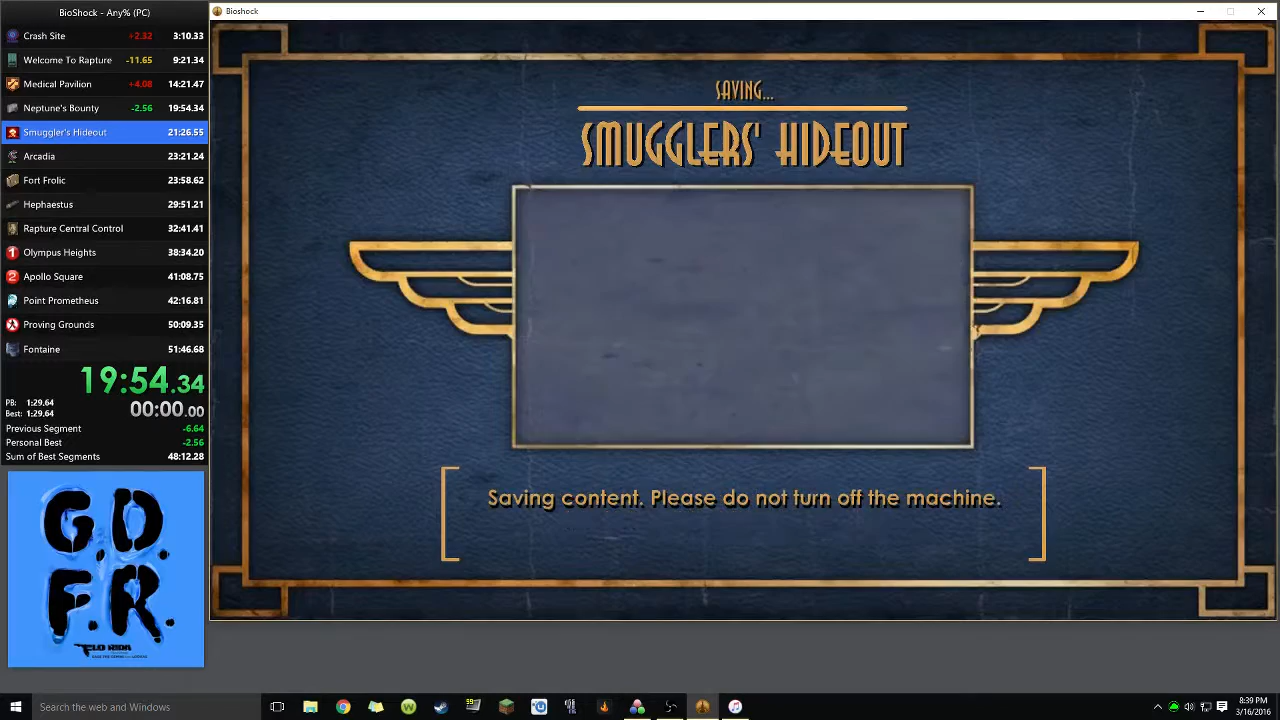 BioShock - Any% (PC)
Crash Site +2.32 3:10.33
Welcome To Rapture -11.65 9:21.34
Medical Pavilion +4.08 14:21.47
Neptune's Bounty -2.56 19:54.34
Smuggler's Hideout 21:26.55
Arcadia 23:21.24
Fort Frolic 23:58.62
Hephaestus 29:51.21
Rapture Central Control 32:41.41
1 Olympus Heights 38:34.20
2 Apollo Square 41:08.75
Point Prometheus 42:16.81
Proving Grounds 50:09.35
Fontaine 51:46.68
19:54.34
PB: 1:29.64
Best: 1:29.64
00:00.00
Previous Segment -6.64
Personal Best -2.56
Sum of Best Segments 48:12.28
G.D.
F.R.
FLO RIDA
Bioshock
SAVING...
SMUGGLERS' HIDEOUT
Saving content. Please do not turn off the machine.
Search the web and Windows
8:39 PM
3/16/2016